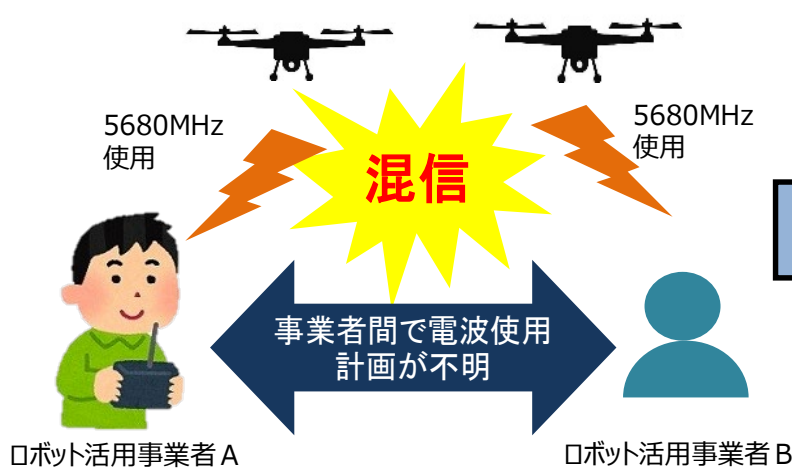 5680MHz
使用
5680MHz
使用
混信
事業者間で電波使用
計画が不明
ロボット活用事業者A
ロボット活用事業者B